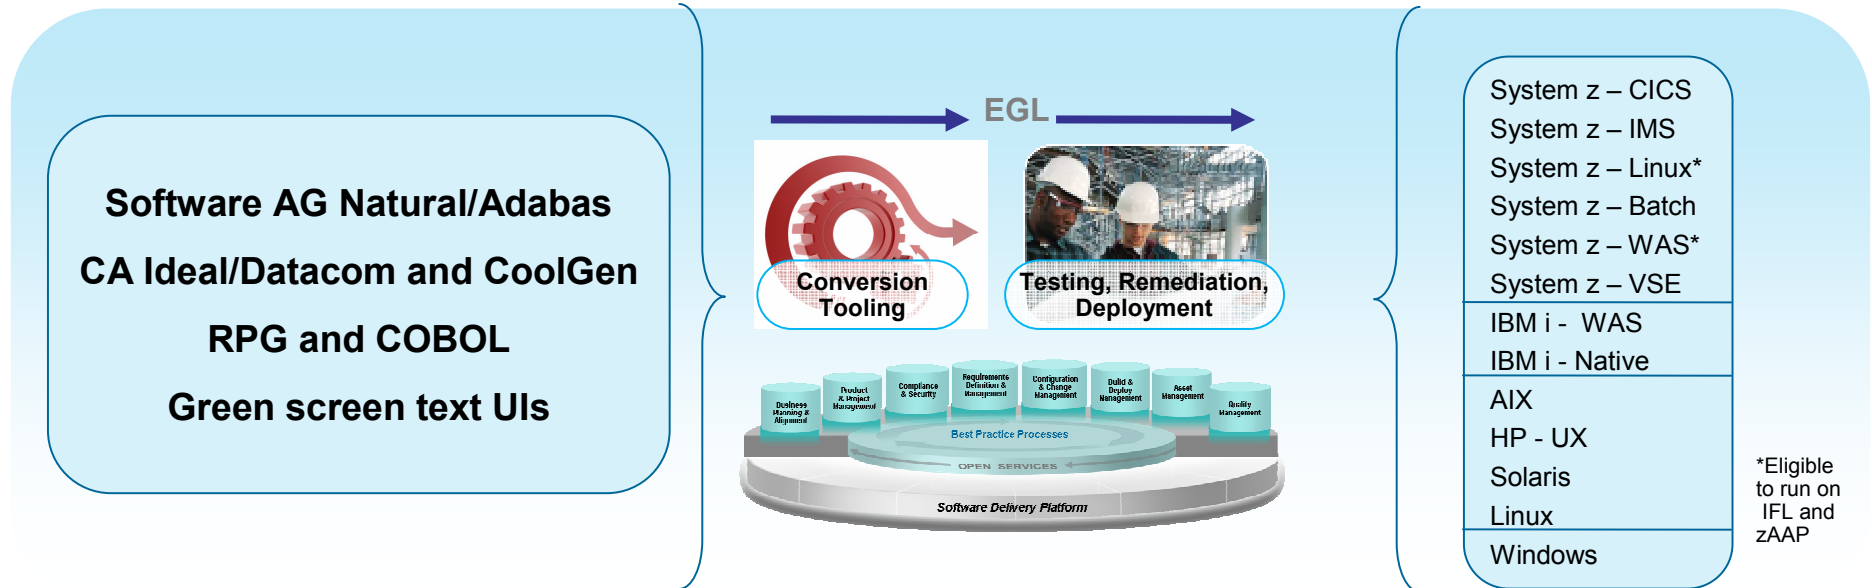 Software AG Natural/Adabas
CA Ideal/Datacom and CoolGen
RPG and COBOL
Green screen text UIs
EGL
Conversion
Tooling
Testing, Remediation,
Deployment
Business
Planning &
Alignment
Product
& Project
Management
Compliance
& Security
Requirements
Definition &
Management
Configuration
& Change
Management
Build &
Deploy
Management
Asset
Management
Quality
Management
Best Practice Processes
OPEN SERVICES
Software Delivery Platform
System z – CICS
System z – IMS
System z – Linux*
System z – Batch
System z – WAS*
System z – VSE
IBM i - WAS
IBM i - Native
AIX
HP - UX
Solaris
Linux
Windows
*Eligible
to run on
IFL and
zAAP